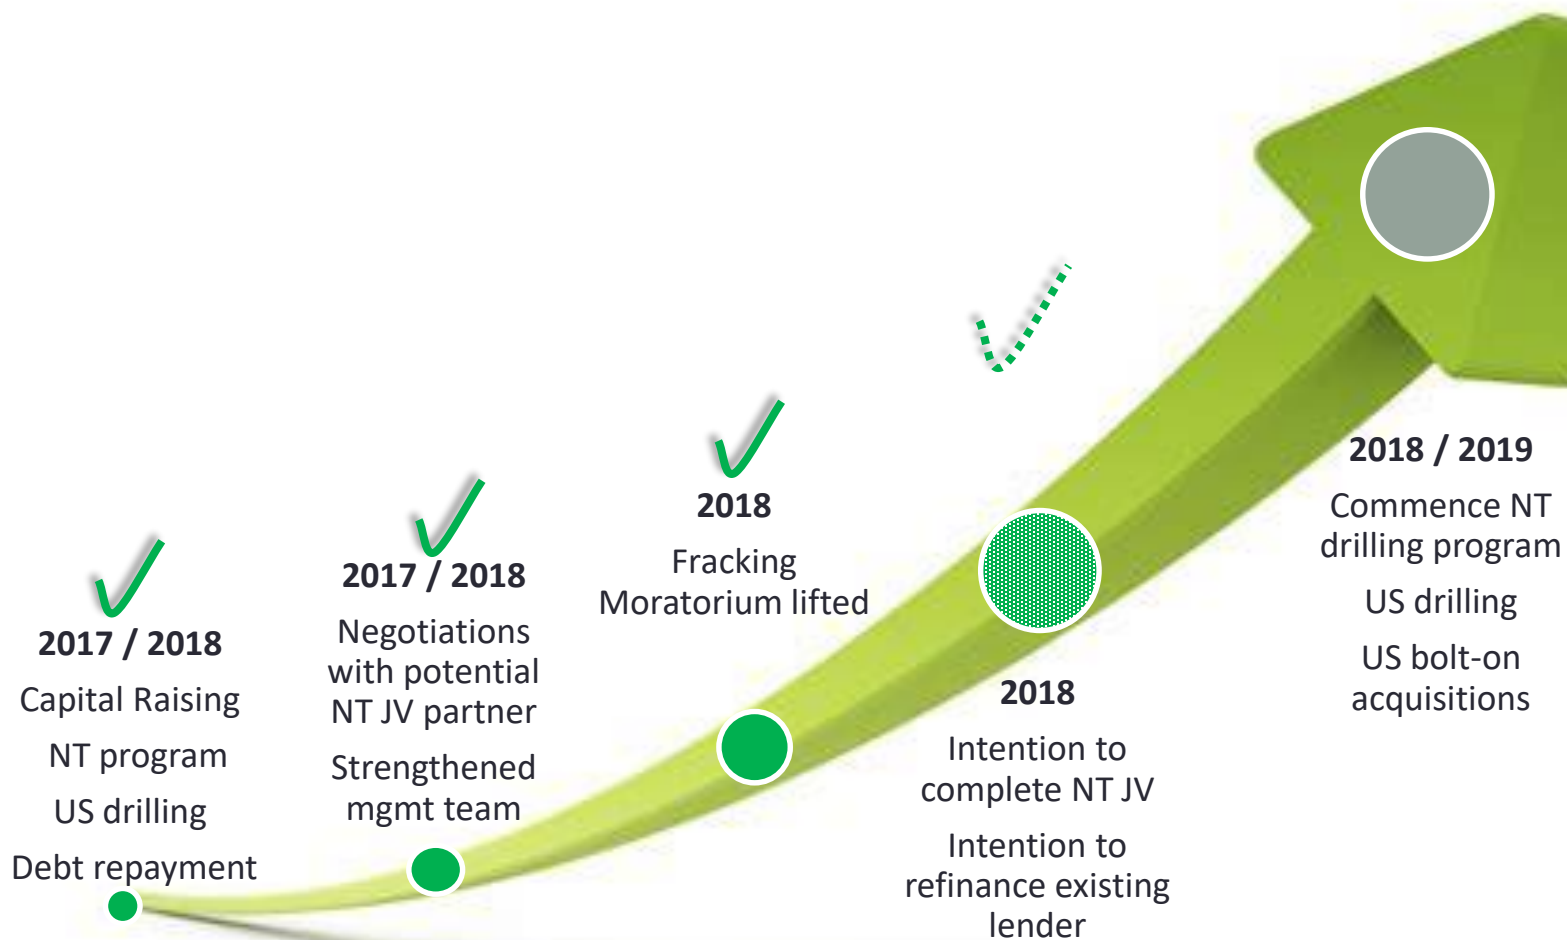 2017 / 2018
Capital Raising
NT program
US drilling
Debt repayment
2017 / 2018
Negotiations
with potential
NT JV partner
Strengthened
mgmt team
2018
Fracking
Moratorium lifted
2018
Intention to
complete NT JV
Intention to
refinance existing
lender
2018 / 2019
Commence NT
drilling program
US drilling
US bolt-on
acquisitions